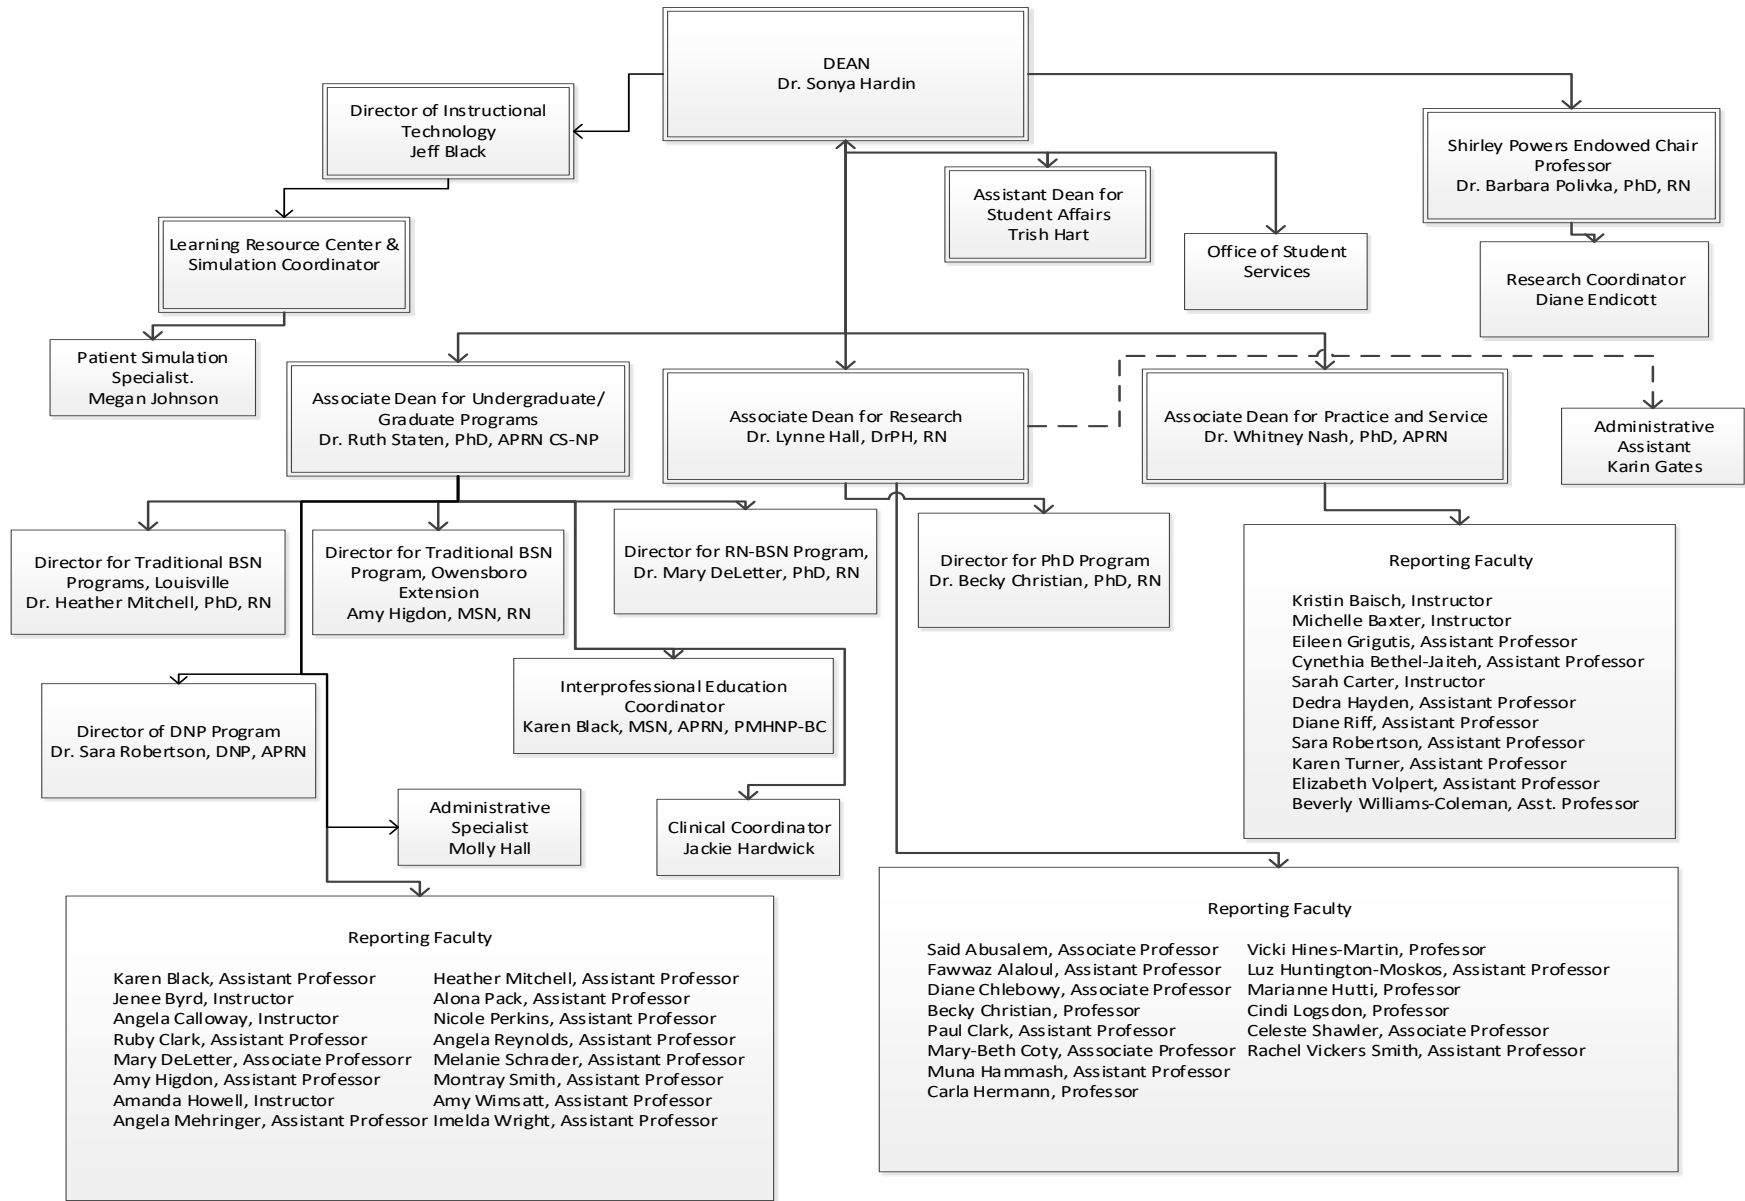 DEAN
Dr. Sonya Hardin
Director of Instructional
Technology
Jeff Black
Shirley Powers Endowed Chair
Professor
Dr. Barbara Polivka, PhD, RN
Assistant Dean for
Student Affairs
Trish Hart
Learning Resource Center &
Simulation Coordinator
Office of Student
Services
Research Coordinator
Diane Endicott
Patient Simulation
Specialist.
Megan Johnson
Associate Dean for Undergraduate/
Graduate Programs
Dr. Ruth Staten, PhD, APRN CS-NP
Associate Dean for Research
Dr. Lynne Hall, DrPH, RN
Associate Dean for Practice and Service
Dr. Whitney Nash, PhD, APRN
Administrative
Assistant
Karin Gates
Director for Traditional BSN
Programs, Louisville
Dr. Heather Mitchell, PhD, RN
Director for Traditional BSN
Program, Owensboro
Extension
Amy Higdon, MSN, RN
Director for RN-BSN Program,
Dr. Mary DeLetter, PhD, RN
Director for PhD Program
Dr. Becky Christian, PhD, RN
Reporting Faculty
Kristin Baisch, Instructor
Michelle Baxter, Instructor
Eileen Grigutis, Assistant Professor
Cynethia Bethel-Jaiteh, Assistant Professor
Sarah Carter, Instructor
Dedra Hayden, Assistant Professor
Diane Riff, Assistant Professor
Sara Robertson, Assistant Professor
Karen Turner, Assistant Professor
Elizabeth Volpert, Assistant Professor
Beverly Williams-Coleman, Asst. Professor
Director of DNP Program
Dr. Sara Robertson, DNP, APRN
Interprofessional Education
Coordinator
Karen Black, MSN, APRN, PMHNP-BC
Administrative
Specialist
Molly Hall
Clinical Coordinator
Jackie Hardwick
Reporting Faculty
Karen Black, Assistant Professor
Jenee Byrd, Instructor
Angela Calloway, Instructor
Ruby Clark, Assistant Professor
Mary DeLetter, Associate Professorr
Amy Higdon, Assistant Professor
Amanda Howell, Instructor
Angela Mehringer, Assistant Professor
Heather Mitchell, Assistant Professor
Alona Pack, Assistant Professor
Nicole Perkins, Assistant Professor
Angela Reynolds, Assistant Professor
Melanie Schrader, Assistant Professor
Montray Smith, Assistant Professor
Amy Wimsatt, Assistant Professor
Imelda Wright, Assistant Professor
Reporting Faculty
Said Abusalem, Associate Professor
Fawwaz Alaloul, Assistant Professor
Diane Chlebowy, Associate Professor
Becky Christian, Professor
Paul Clark, Assistant Professor
Mary-Beth Coty, Asssociate Professor
Muna Hammash, Assistant Professor
Carla Hermann, Professor
Vicki Hines-Martin, Professor
Luz Huntington-Moskos, Assistant Professor
Marianne Hutti, Professor
Cindi Logsdon, Professor
Celeste Shawler, Associate Professor
Rachel Vickers Smith, Assistant Professor